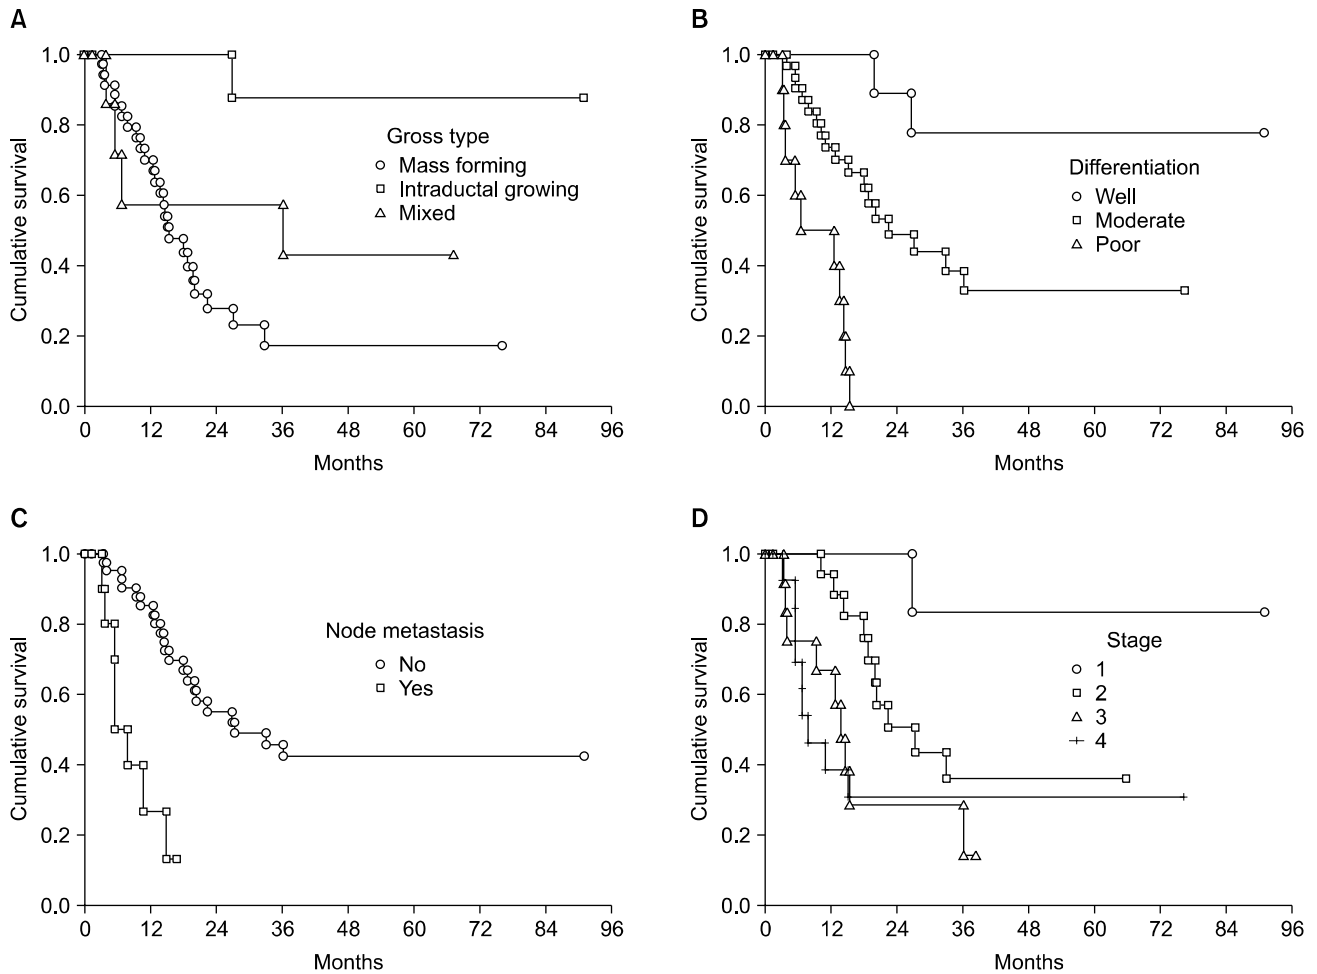 A
1.0
0.8
0.6
0.4
0.2
0.0
Cumulative survival
Gross type
Mass forming
Intraductal growing
Mixed
0 12 24 36 48 60 72 84 96
Months
B
1.0
0.8
0.6
0.4
0.2
0.0
Cumulative survival
Differentiation
Well
Moderate
Poor
0 12 24 36 48 60 72 84 96
Months
C
1.0
0.8
0.6
0.4
0.2
0.0
Cumulative survival
Node metastasis
No
Yes
0 12 24 36 48 60 72 84 96
Months
D
1.0
0.8
0.6
0.4
0.2
0.0
Cumulative survival
Stage
1
2
3
4
0 12 24 36 48 60 72 84 96
Months